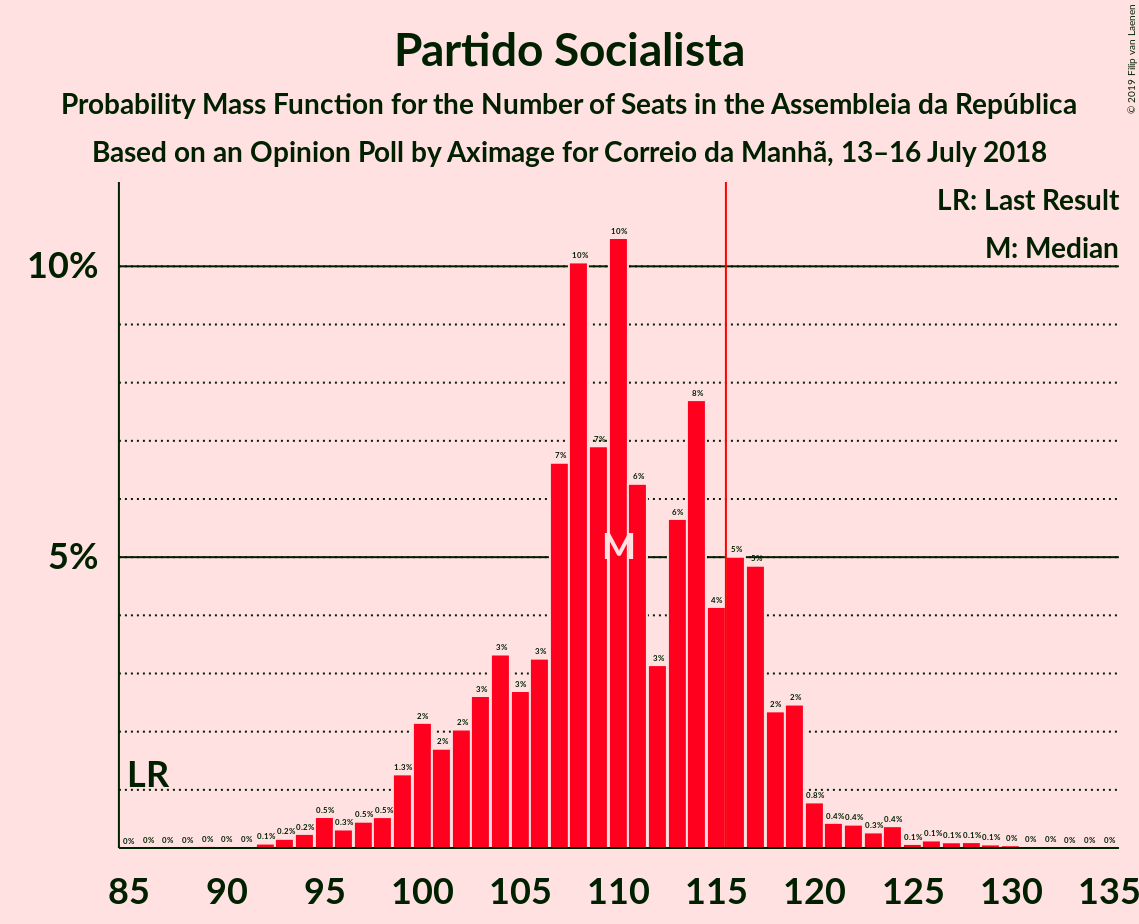 Partido Socialista
Probability Mass Function for the Number of Seats in the Assembleia da República
Based on an Opinion Poll by Aximage for Correio da Manhã, 13–16 July 2018
© 2019 Filip van Laenen
LR: Last Result
M: Median
10%
5%
LR
M
0% 0% 0% 0% 0% 0% 0% 0.1% 0.2% 0.2% 0.5% 0.3% 0.5% 0.5% 1.3% 2% 2% 2% 3% 3% 3% 3% 7% 10% 7% 10% 6% 3% 6% 8% 4% 5% 5% 2% 2% 0.8% 0.4% 0.4% 0.3% 0.4% 0.1% 0.1% 0.1% 0.1% 0.1% 0% 0% 0% 0% 0% 0%
85 90 95 100 105 110 115 120 125 130 135